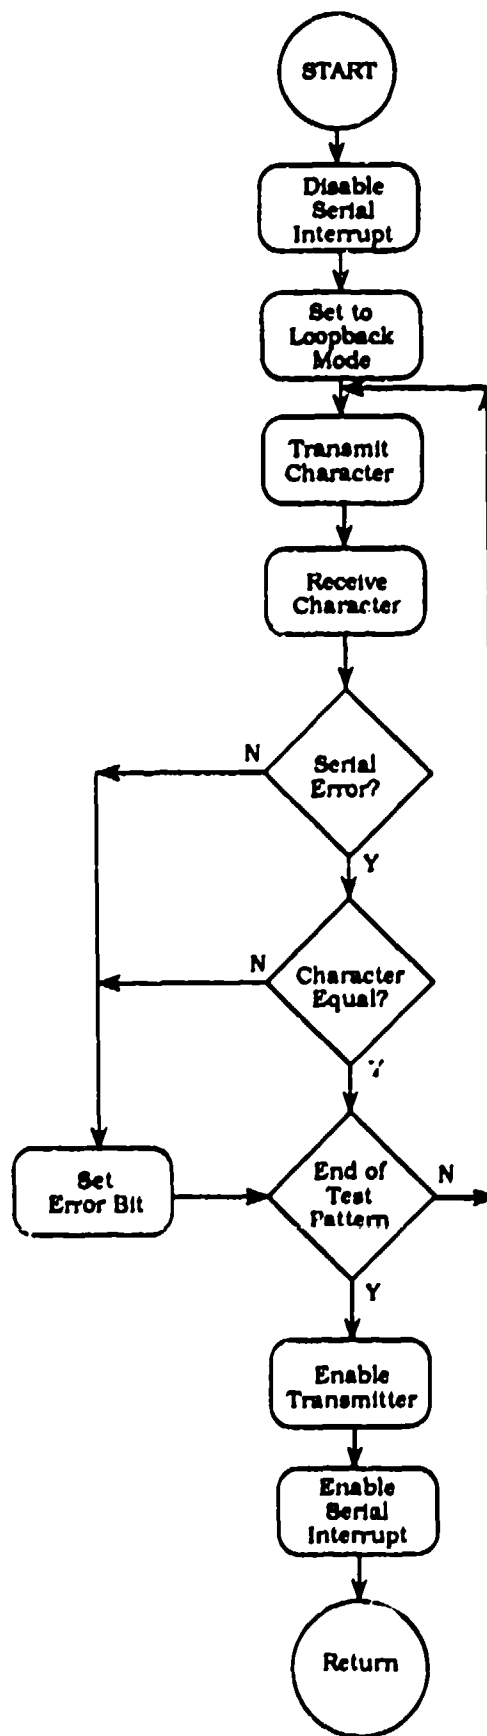 START
Disable
Serial
Interrupt
Set to
Loopback
Mode
Transmit
Character
Receive
Character
N
Serial
Error?
Y
N
Character
Equal?
Y
Set
Error Bit
End of
Test
Pattern
N
Y
Enable
Transmitter
Enable
Serial
Interrupt
Return